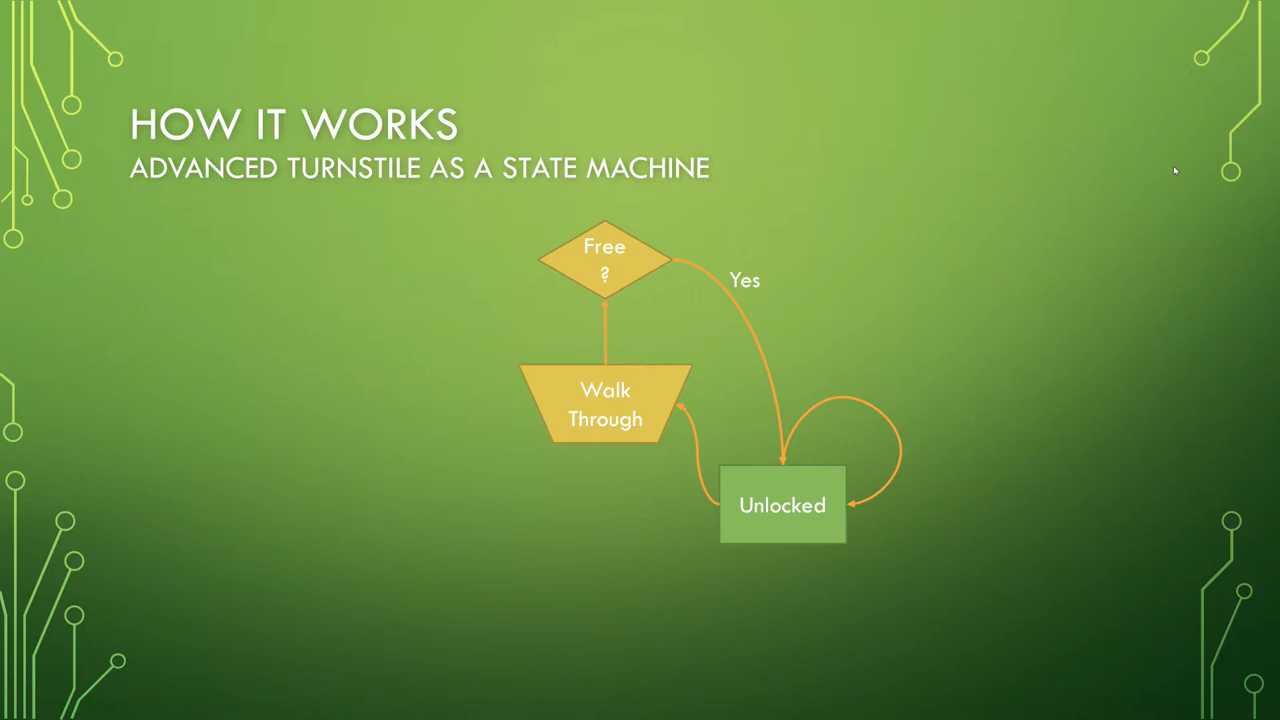 HOW IT WORKS
ADVANCED TURNSTILE AS A STATE MACHINE
Free
?
Yes
Walk
Through
Unlocked